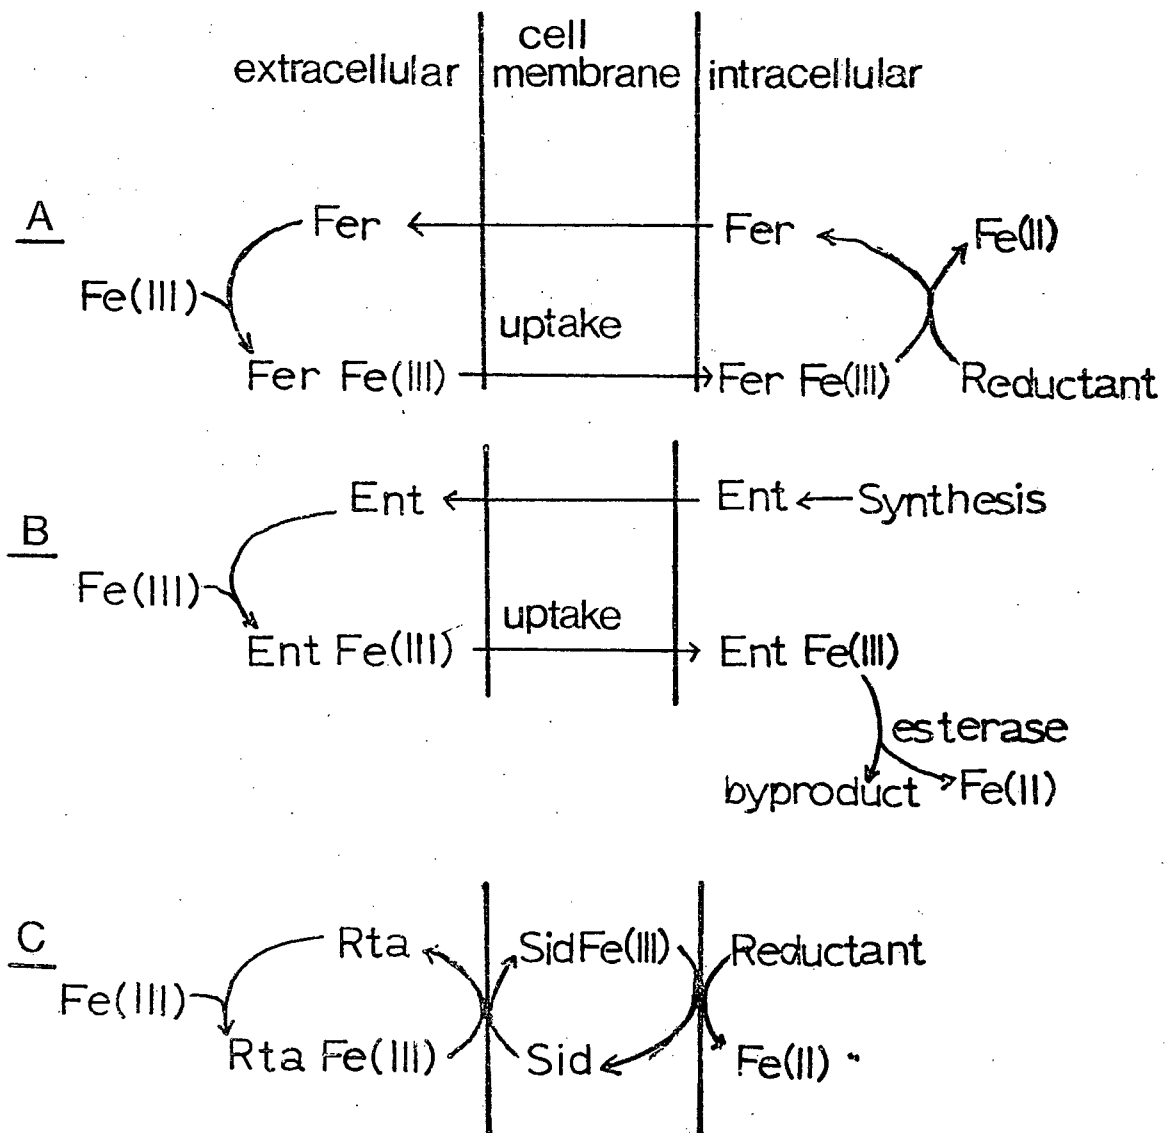 cell
extracellular membrane intracellular
A
Fer Fer Fe(II)
Fe(III)
uptake
Fer Fe(III) Fer Fe(III) Reductant
Ent Ent Synthesis
B
Fe(III)
uptake
Ent Fe(III) Ent Fe(III)
esterase
byproduct Fe(II)
C
Rta SidFe(III) Reductant
Fe(III)
Rta Fe(III) Sid Fe(II)